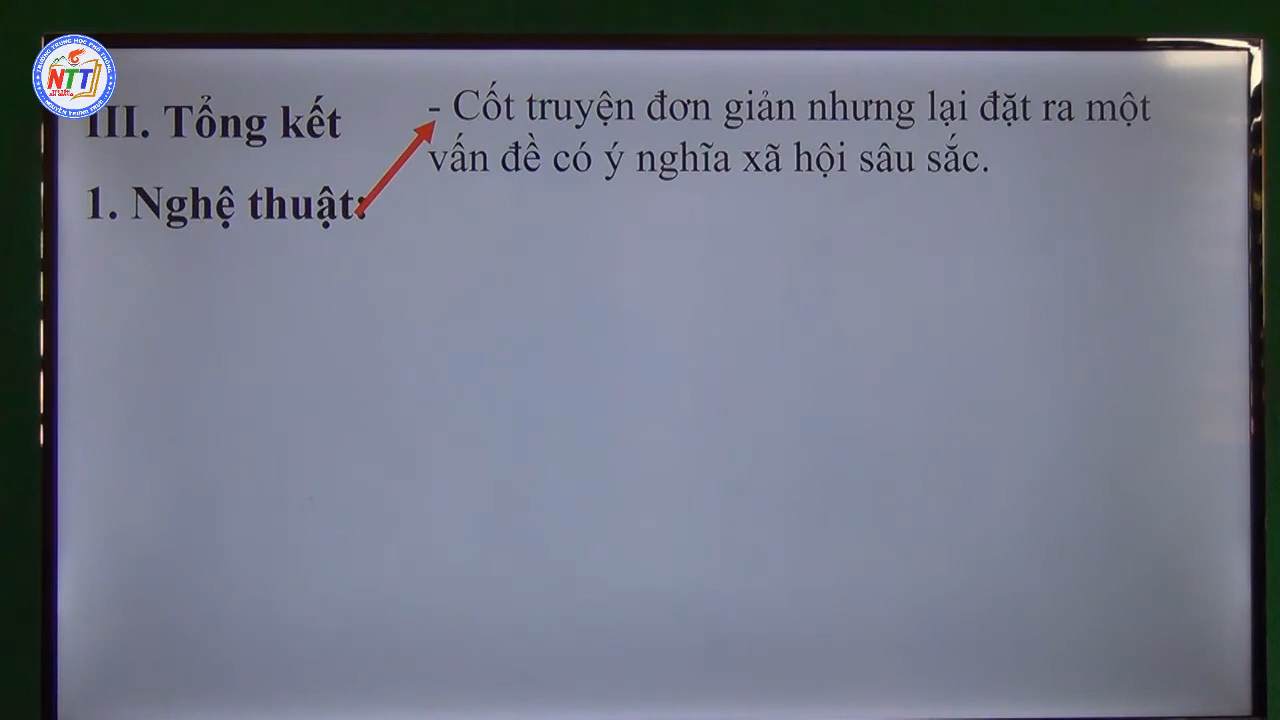 NTT
III. Tổng kết
- Cốt truyện đơn giản nhưng lại đặt ra một
vấn đề có ý nghĩa xã hội sâu sắc.
1. Nghệ thuật: